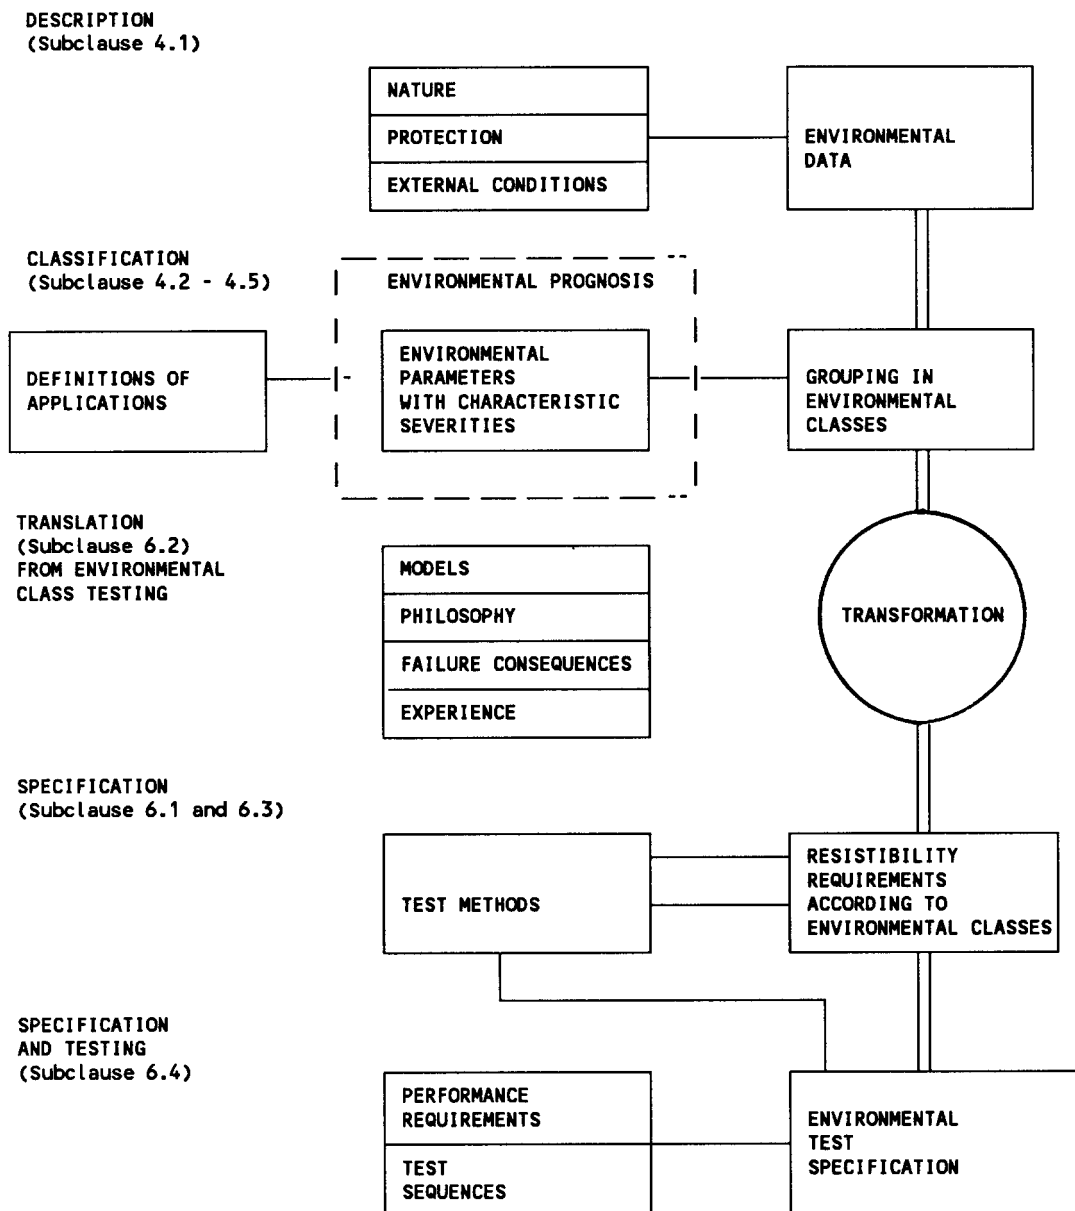 DESCRIPTION
(Subclause 4.1)
NATURE
PROTECTION
EXTERNAL CONDITIONS
ENVIRONMENTAL
DATA
CLASSIFICATION
(Subclause 4.2 - 4.5)
ENVIRONMENTAL PROGNOSIS
DEFINITIONS OF
APPLICATIONS
ENVIRONMENTAL
PARAMETERS
WITH CHARACTERISTIC
SEVERITIES
GROUPING IN
ENVIRONMENTAL
CLASSES
TRANSLATION
(Subclause 6.2)
FROM ENVIRONMENTAL
CLASS TESTING
MODELS
PHILOSOPHY
FAILURE CONSEQUENCES
EXPERIENCE
TRANSFORMATION
SPECIFICATION
(Subclause 6.1 and 6.3)
TEST METHODS
RESISTIBILITY
REQUIREMENTS
ACCORDING TO
ENVIRONMENTAL CLASSES
SPECIFICATION
AND TESTING
(Subclause 6.4)
PERFORMANCE
REQUIREMENTS
TEST
SEQUENCES
ENVIRONMENTAL
TEST
SPECIFICATION